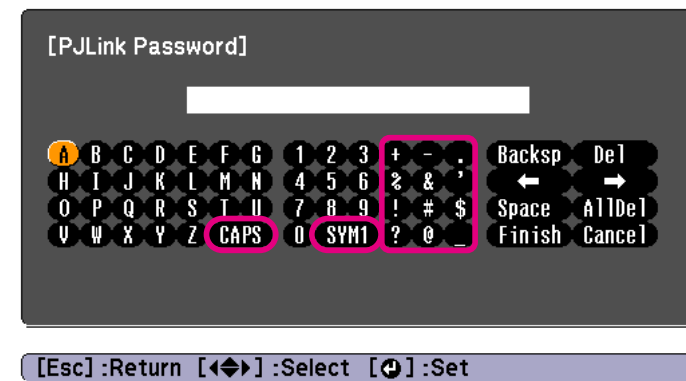 [PJLink Password]
A B C D E F G 1 2 3 + - . Backsp Del
H I J K L M N 4 5 6 % & ' ← →
O P Q R S T U 7 8 9 ! # $ Space AllDel
V W X Y Z CAPS 0 SYM1 ? @ _ Finish Cancel
[Esc] :Return [◀◆▶] :Select [⏎] :Set